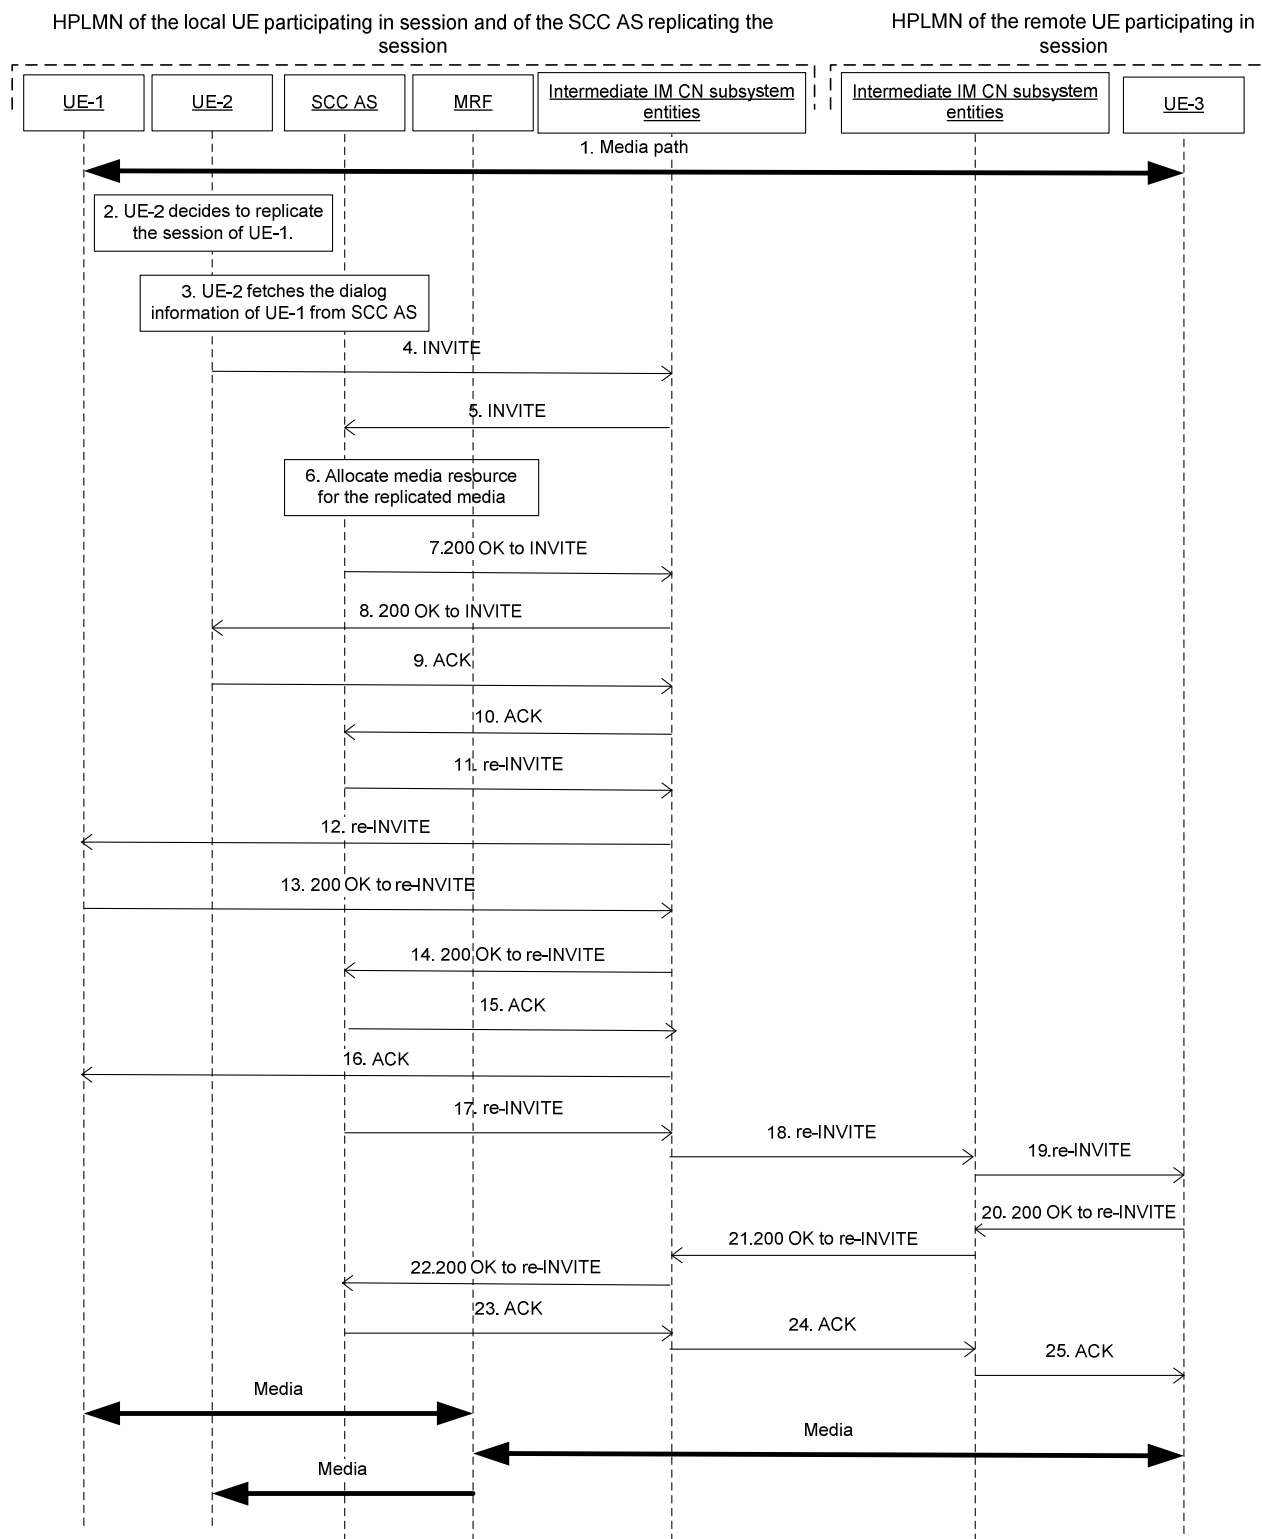 HPLMN of the local UE participating in session and of the SCC AS replicating the
session
HPLMN of the remote UE participating in
session
UE-1
UE-2
SCC AS
MRF
Intermediate IM CN subsystem
entities
Intermediate IM CN subsystem
entities
UE-3
1. Media path
2. UE-2 decides to replicate
the session of UE-1.
3. UE-2 fetches the dialog
information of UE-1 from SCC AS
4. INVITE
5. INVITE
6. Allocate media resource
for the replicated media
7.200 OK to INVITE
8. 200 OK to INVITE
9. ACK
10. ACK
11. re-INVITE
12. re-INVITE
13. 200 OK to re-INVITE
14. 200 OK to re-INVITE
15. ACK
16. ACK
17. re-INVITE
18. re-INVITE
19.re-INVITE
20. 200 OK to re-INVITE
21.200 OK to re-INVITE
22.200 OK to re-INVITE
23. ACK
24. ACK
25. ACK
Media
Media
Media